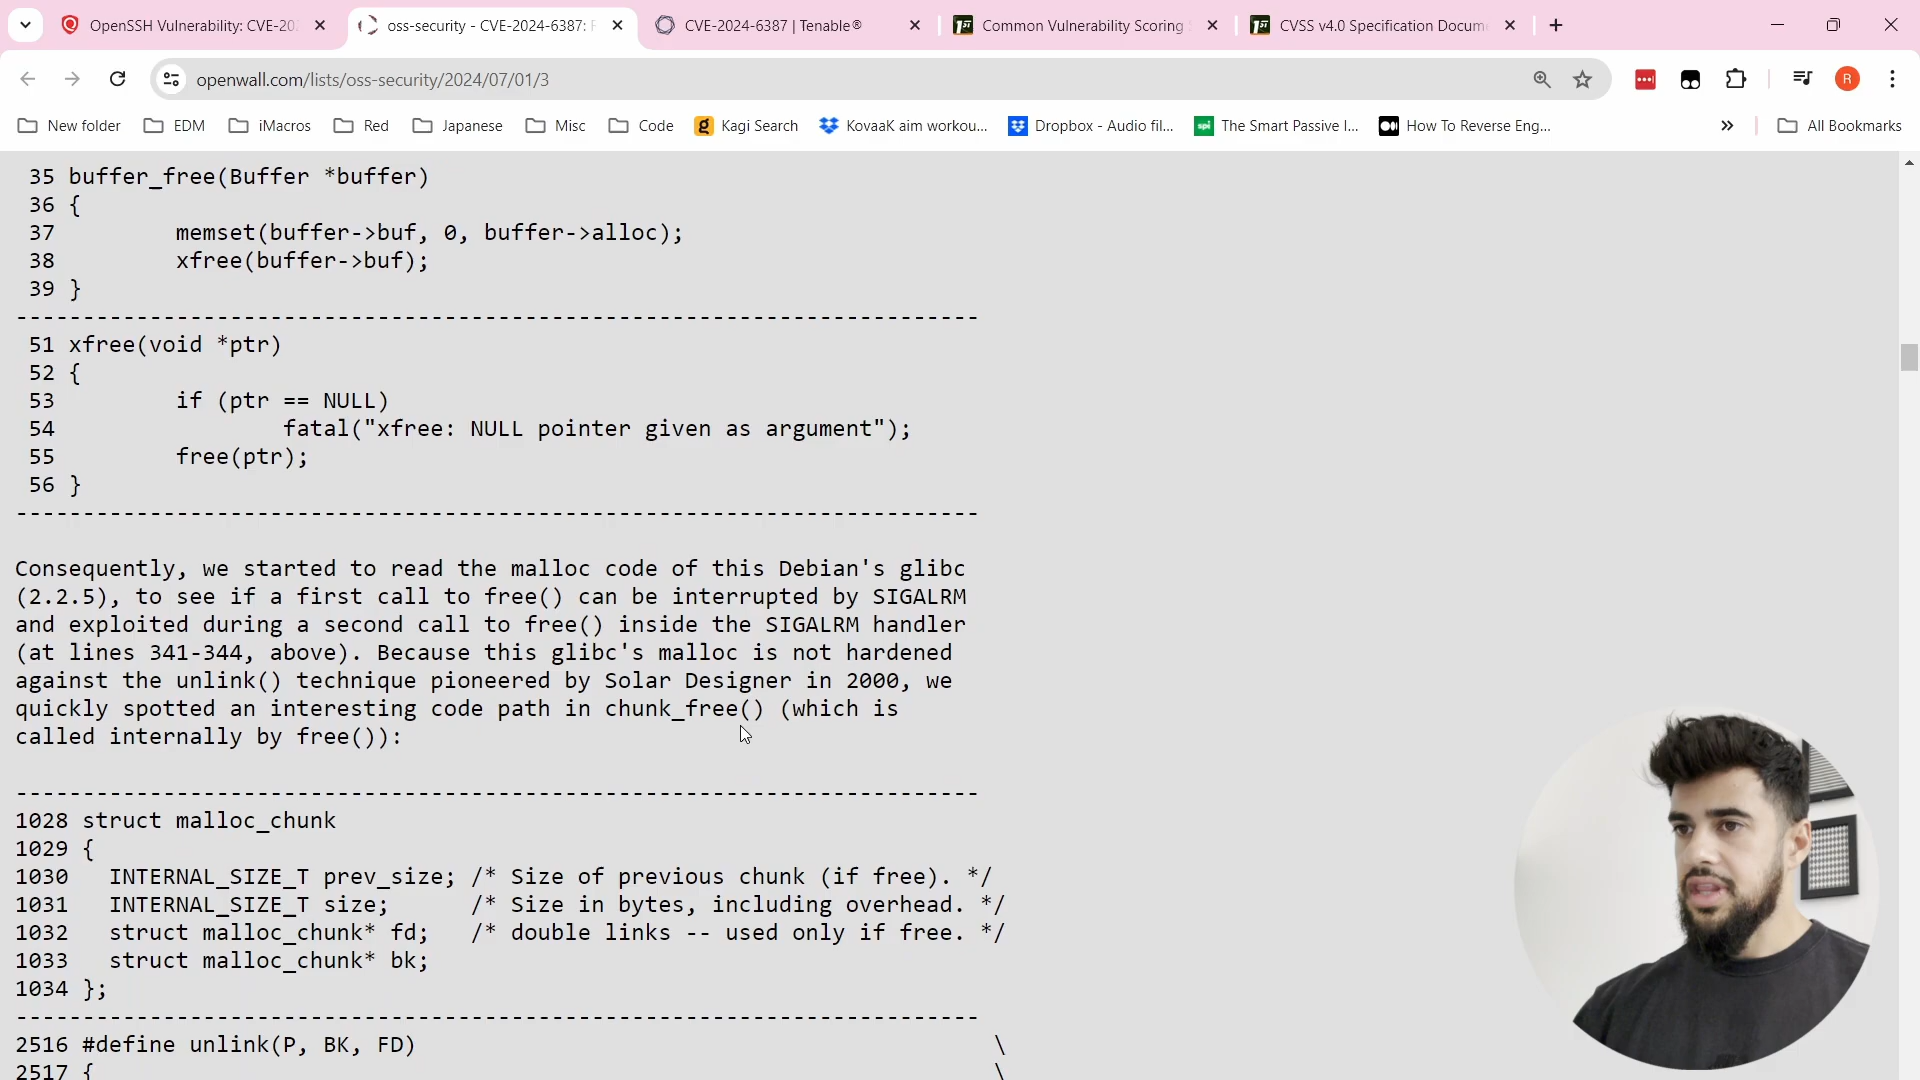 OpenSSH Vulnerability: CVE-202
oss-security - CVE-2024-6387: R
CVE-2024-6387 | Tenable®
Common Vulnerability Scoring S
CVSS v4.0 Specification Docum
openwall.com/lists/oss-security/2024/07/01/3
R
New folder
EDM
iMacros
Red
Japanese
Misc
Code
Kagi Search
KovaaK aim workou...
Dropbox - Audio fil...
The Smart Passive I...
How To Reverse Eng...
All Bookmarks
35 buffer_free(Buffer *buffer)
36 {
37         memset(buffer->buf, 0, buffer->alloc);
38         xfree(buffer->buf);
39 }
------------------------------------------------------------------------
51 xfree(void *ptr)
52 {
53         if (ptr == NULL)
54                 fatal("xfree: NULL pointer given as argument");
55         free(ptr);
56 }
------------------------------------------------------------------------
Consequently, we started to read the malloc code of this Debian's glibc
(2.2.5), to see if a first call to free() can be interrupted by SIGALRM
and exploited during a second call to free() inside the SIGALRM handler
(at lines 341-344, above). Because this glibc's malloc is not hardened
against the unlink() technique pioneered by Solar Designer in 2000, we
quickly spotted an interesting code path in chunk_free() (which is
called internally by free()):
------------------------------------------------------------------------
1028 struct malloc_chunk
1029 {
1030   INTERNAL_SIZE_T prev_size; /* Size of previous chunk (if free). */
1031   INTERNAL_SIZE_T size;      /* Size in bytes, including overhead. */
1032   struct malloc_chunk* fd;   /* double links -- used only if free. */
1033   struct malloc_chunk* bk;
1034 };
------------------------------------------------------------------------
2516 #define unlink(P, BK, FD)                                           \
2517 {                                                                   \